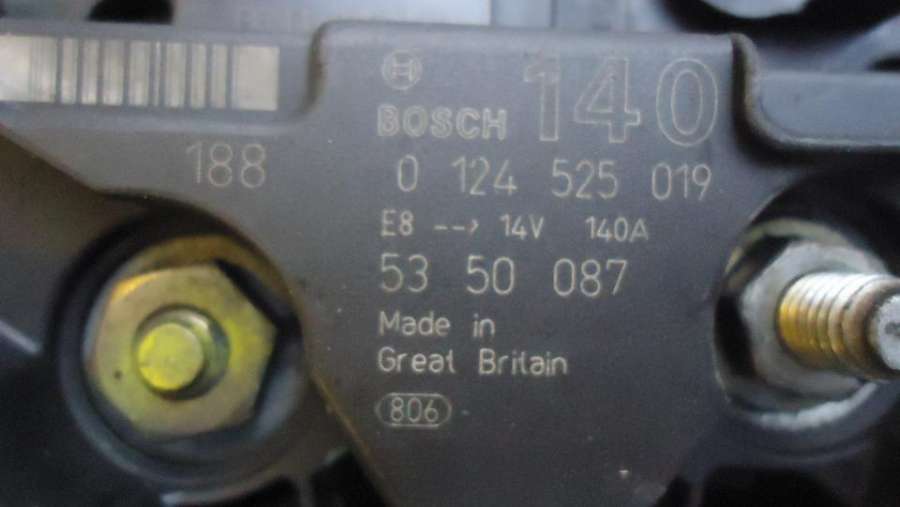 BOSCH 140
188
0 124 525 019
E8 --> 14V 140A
53 50 087
Made in
Great Britain
806